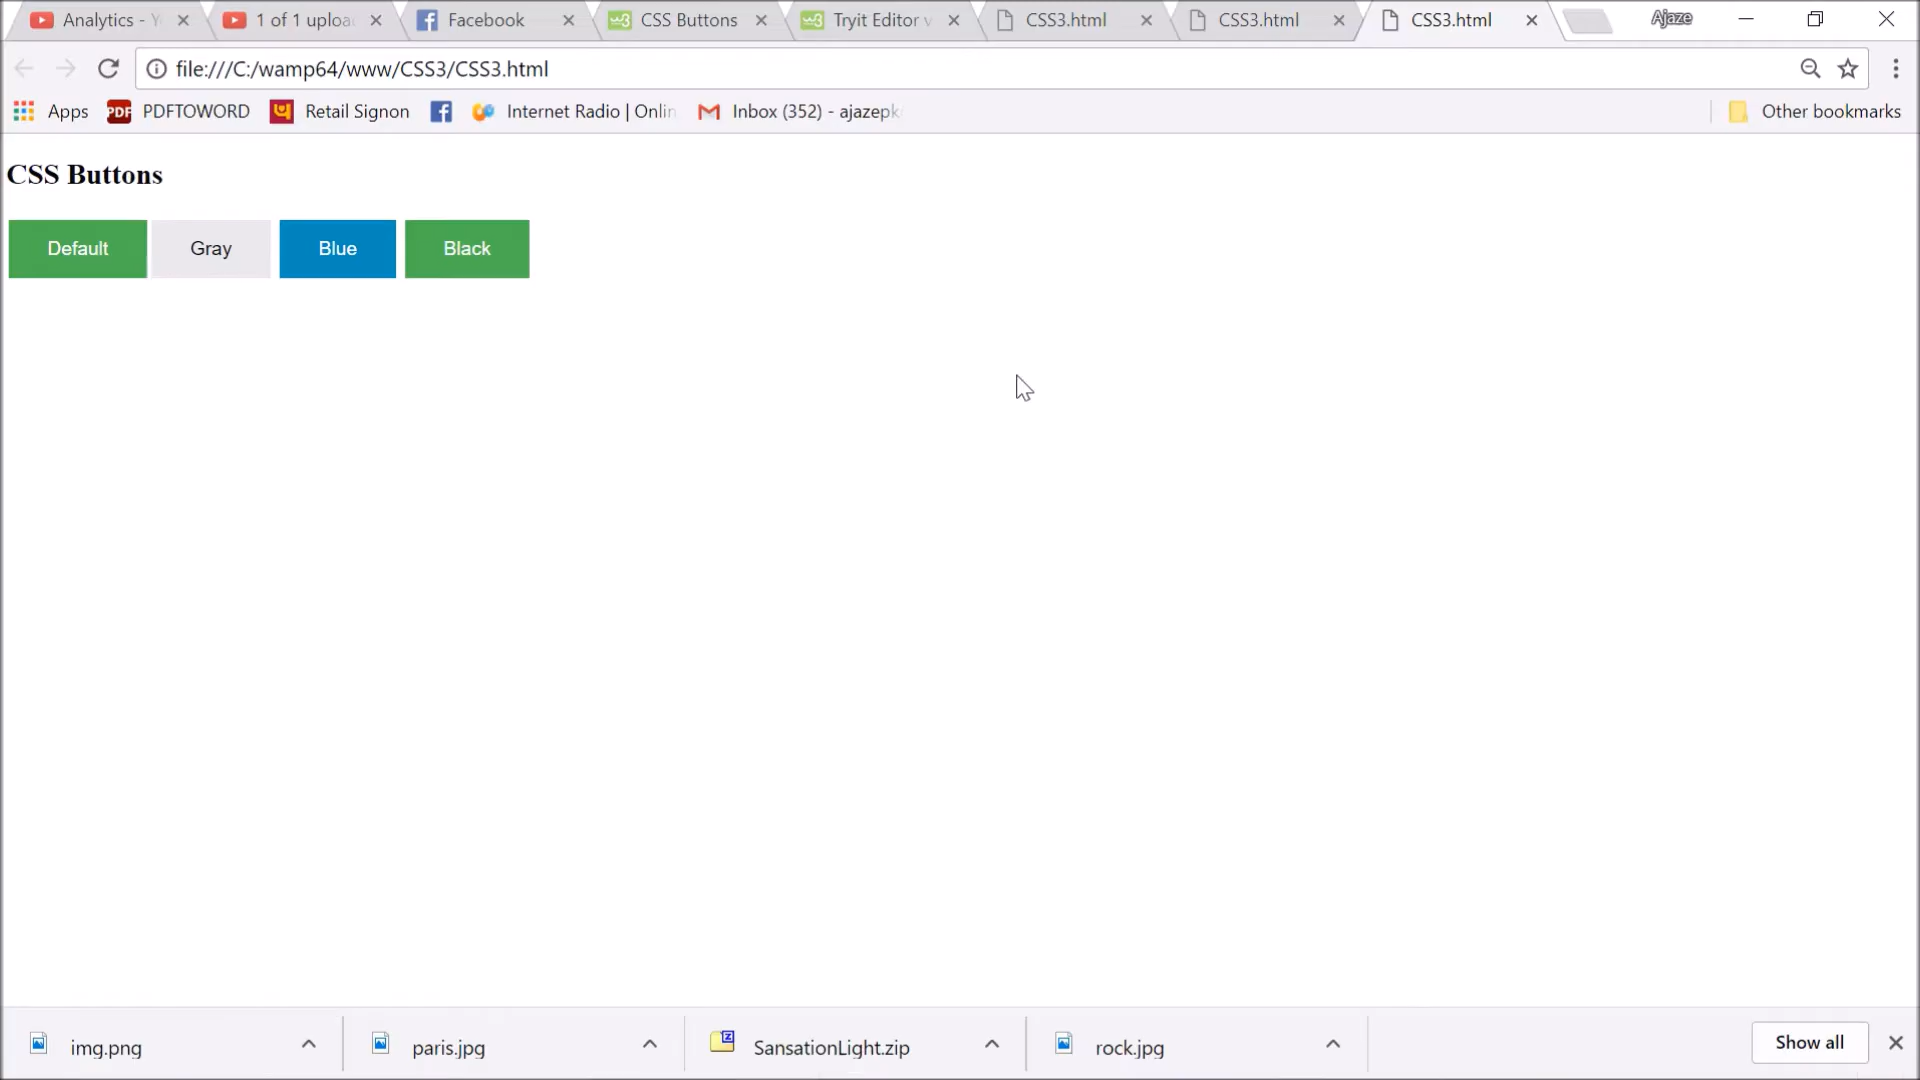 Analytics - Y
1 of 1 uploa
Facebook
CSS Buttons
Tryit Editor v
CSS3.html
CSS3.html
CSS3.html
Ajaze
file:///C:/wamp64/www/CSS3/CSS3.html
Apps
PDF
PDFTOWORD
Retail Signon
Internet Radio | Onlin
Inbox (352) - ajazepk
Other bookmarks
CSS Buttons
Default
Gray
Blue
Black
img.png
paris.jpg
SansationLight.zip
rock.jpg
Show all